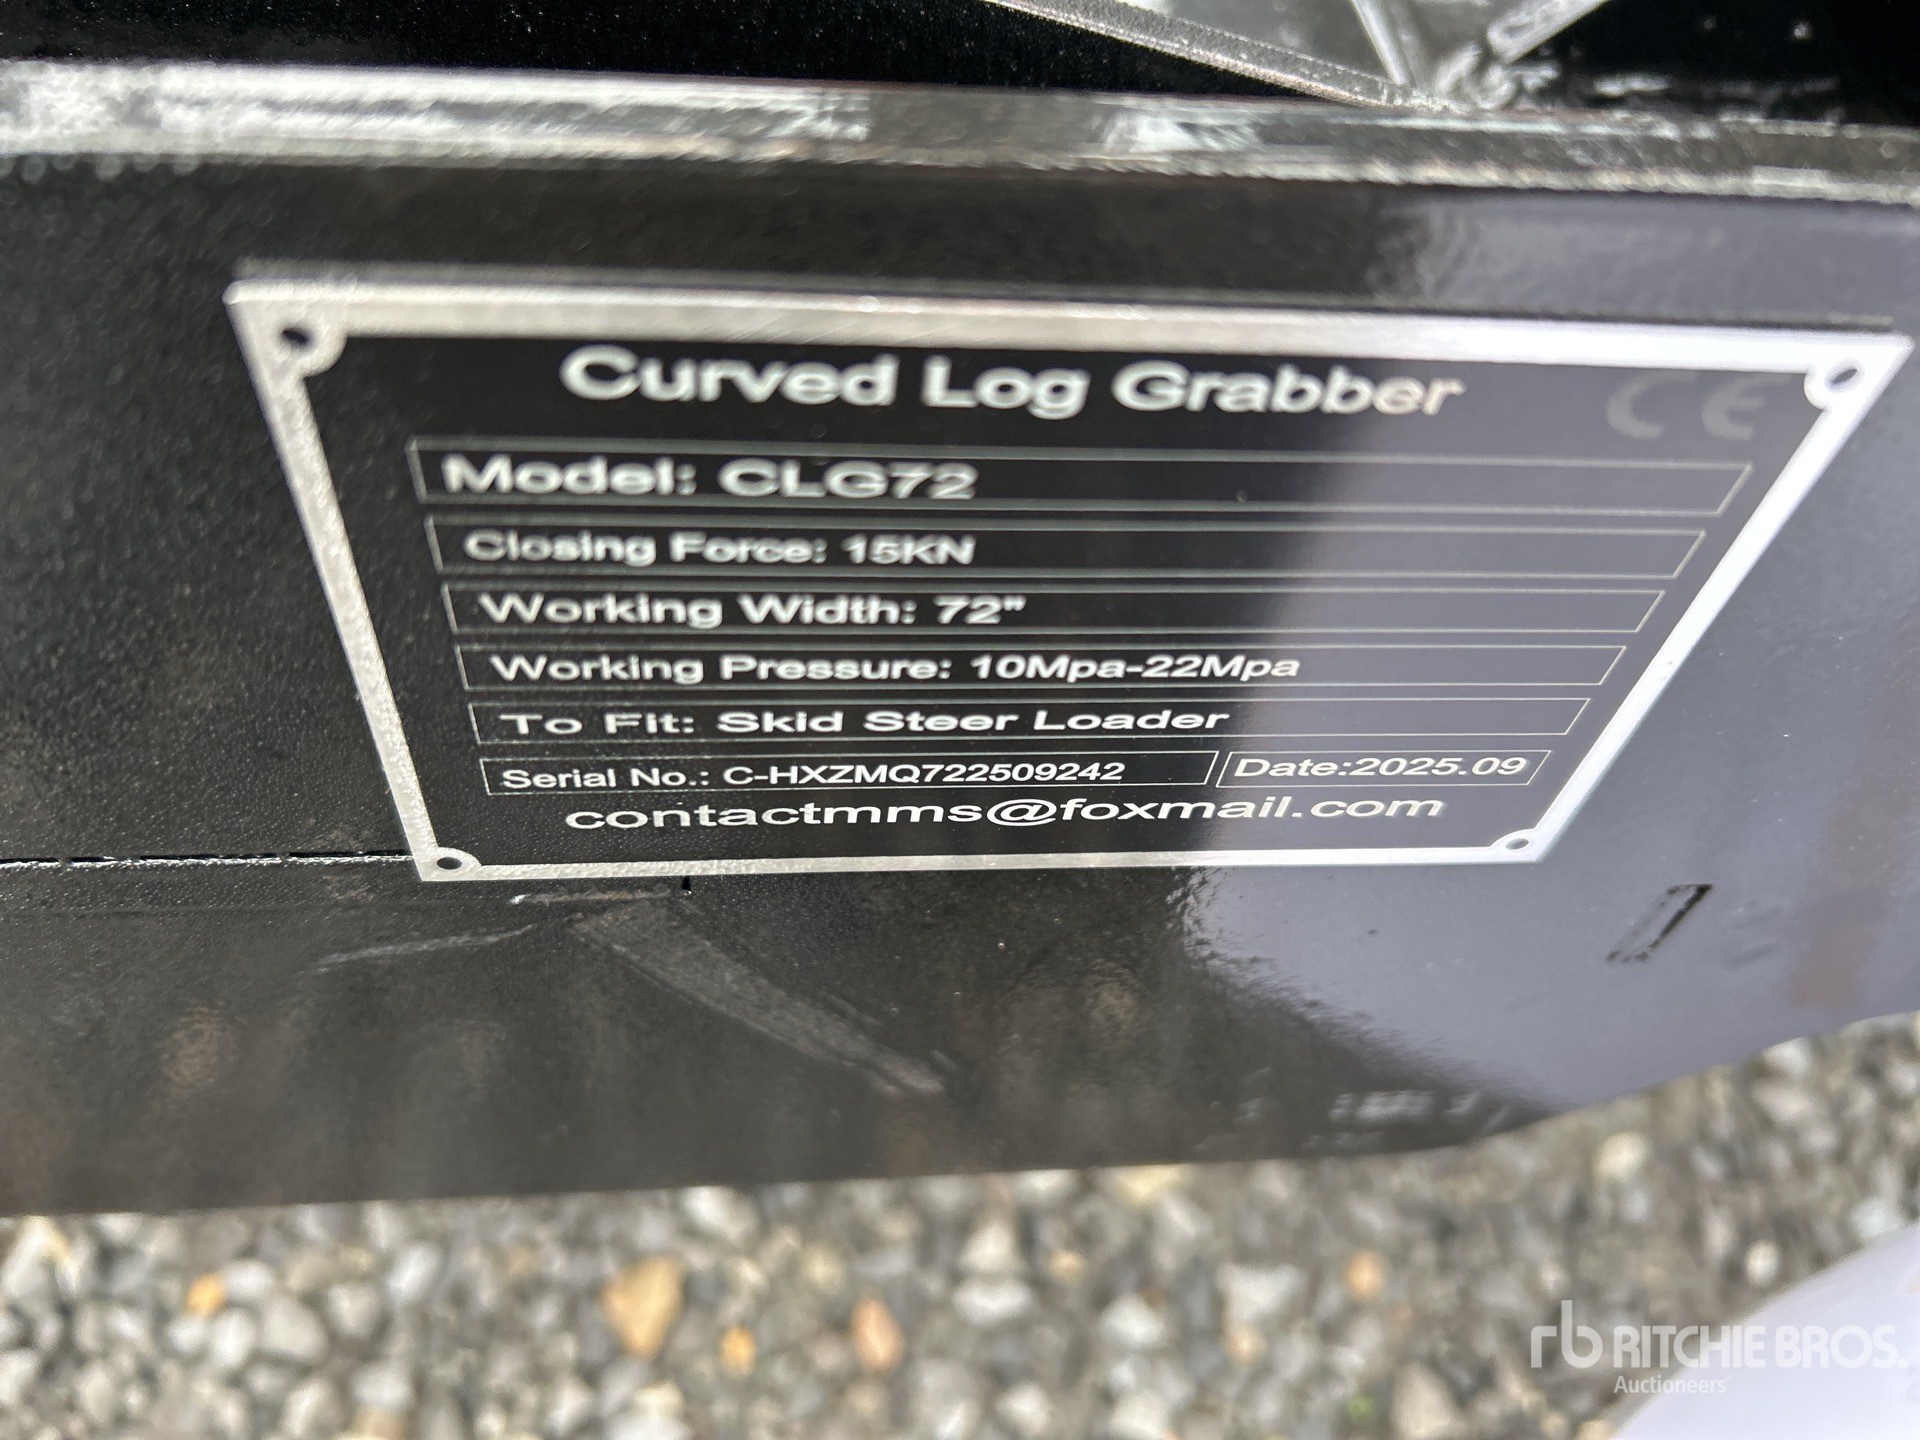 Curved Log Grabber
CE
Model: CLG72
Closing Force: 15KN
Working Width: 72"
Working Pressure: 10Mpa-22Mpa
To Fit: Skid Steer Loader
Serial No.: C-HXZMQ722509242 Date:2025.09
contactmms@foxmail.com
rb RITCHIE BROS.
Auctioneers